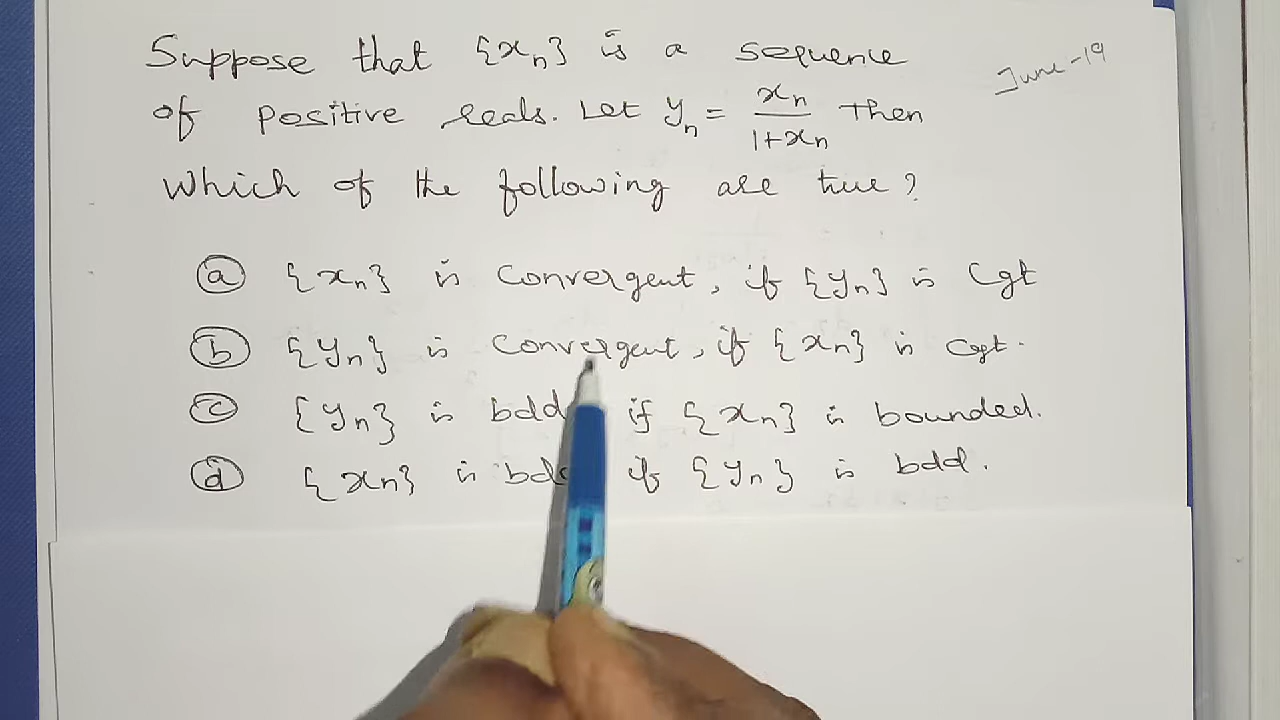 Suppose that {xₙ} is a sequence
June-19
of positive reals. Let yₙ = xₙ/(1+xₙ) Then
Which of the following are true?
(a) {xₙ} is convergent, if {yₙ} is Cgt
(b) {yₙ} is convergent, if {xₙ} is cgt.
(c) {yₙ} is bdd if {xₙ} is bounded.
(d) {xₙ} is bdd if {yₙ} is bdd.